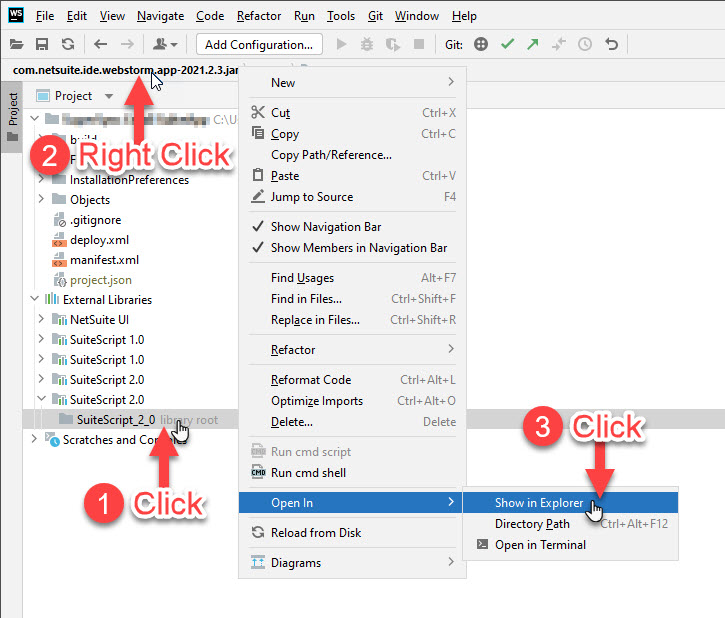 WS File Edit View Navigate Code Refactor Run Tools Git Window Help
Add Configuration... Git:
com.netsuite.ide.webstorm.app-2021.2.3.jar
Project
Project
C:\U
build
2 Right Click
F
InstallationPreferences
Objects
.gitignore
deploy.xml
manifest.xml
project.json
External Libraries
NetSuite UI
SuiteScript 1.0
SuiteScript 1.0
SuiteScript 2.0
SuiteScript 2.0
SuiteScript_2_0 library root
Scratches and Consoles
1 Click
New
Cut Ctrl+X
Copy Ctrl+C
Copy Path/Reference...
Paste Ctrl+V
Jump to Source F4
Show Navigation Bar
Show Members in Navigation Bar
Find Usages Alt+F7
Find in Files... Ctrl+Shift+F
Replace in Files... Ctrl+Shift+R
Refactor
Reformat Code Ctrl+Alt+L
Optimize Imports Ctrl+Alt+O
Delete... Delete
Run cmd script
CMD Run cmd shell
Open In
Reload from Disk
Diagrams
3 Click
Show in Explorer
Directory Path Ctrl+Alt+F12
Open in Terminal